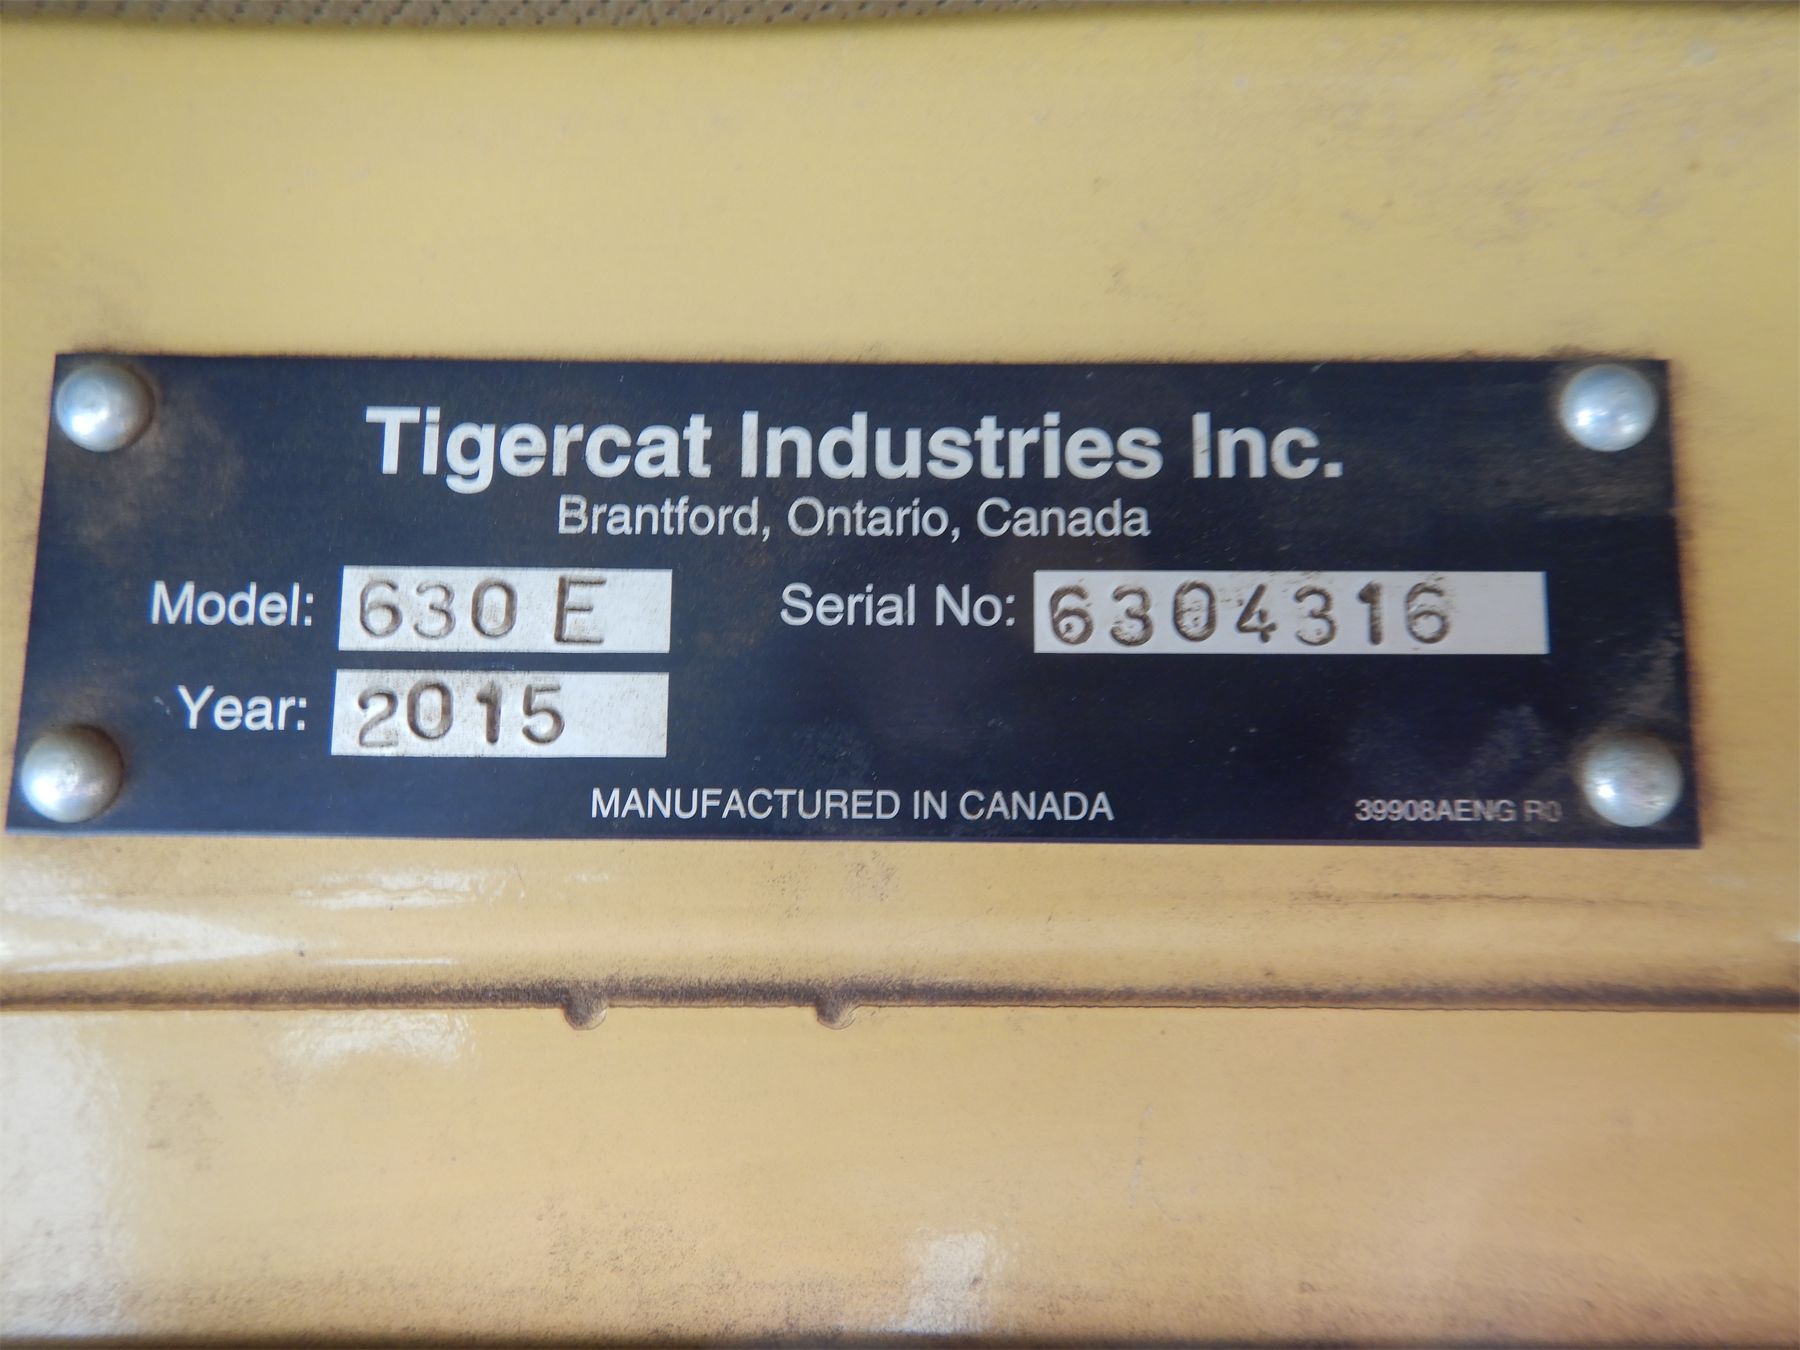 Tigercat Industries Inc.
Brantford, Ontario, Canada
Model: 630 E Serial No: 6304316
Year: 2015
MANUFACTURED IN CANADA 39908AENG R0